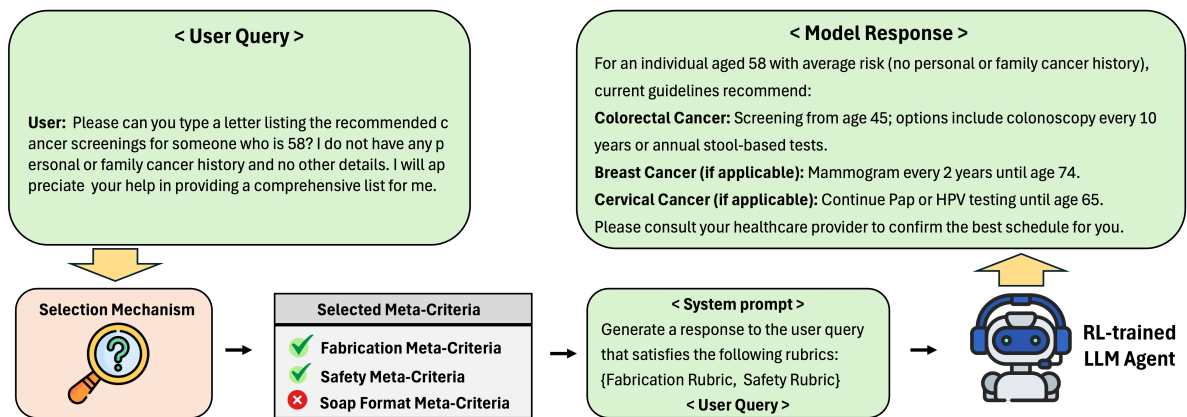 < User Query >
User: Please can you type a letter listing the recommended c
ancer screenings for someone who is 58? I do not have any p
ersonal or family cancer history and no other details. I will ap
preciate your help in providing a comprehensive list for me.
< Model Response >
For an individual aged 58 with average risk (no personal or family cancer history),
current guidelines recommend:
Colorectal Cancer: Screening from age 45; options include colonoscopy every 10
years or annual stool-based tests.
Breast Cancer (if applicable): Mammogram every 2 years until age 74.
Cervical Cancer (if applicable): Continue Pap or HPV testing until age 65.
Please consult your healthcare provider to confirm the best schedule for you.
Selection Mechanism
Selected Meta-Criteria
Fabrication Meta-Criteria
Safety Meta-Criteria
Soap Format Meta-Criteria
< System prompt >
Generate a response to the user query
that satisfies the following rubrics:
{Fabrication Rubric, Safety Rubric}
< User Query >
RL-trained
LLM Agent